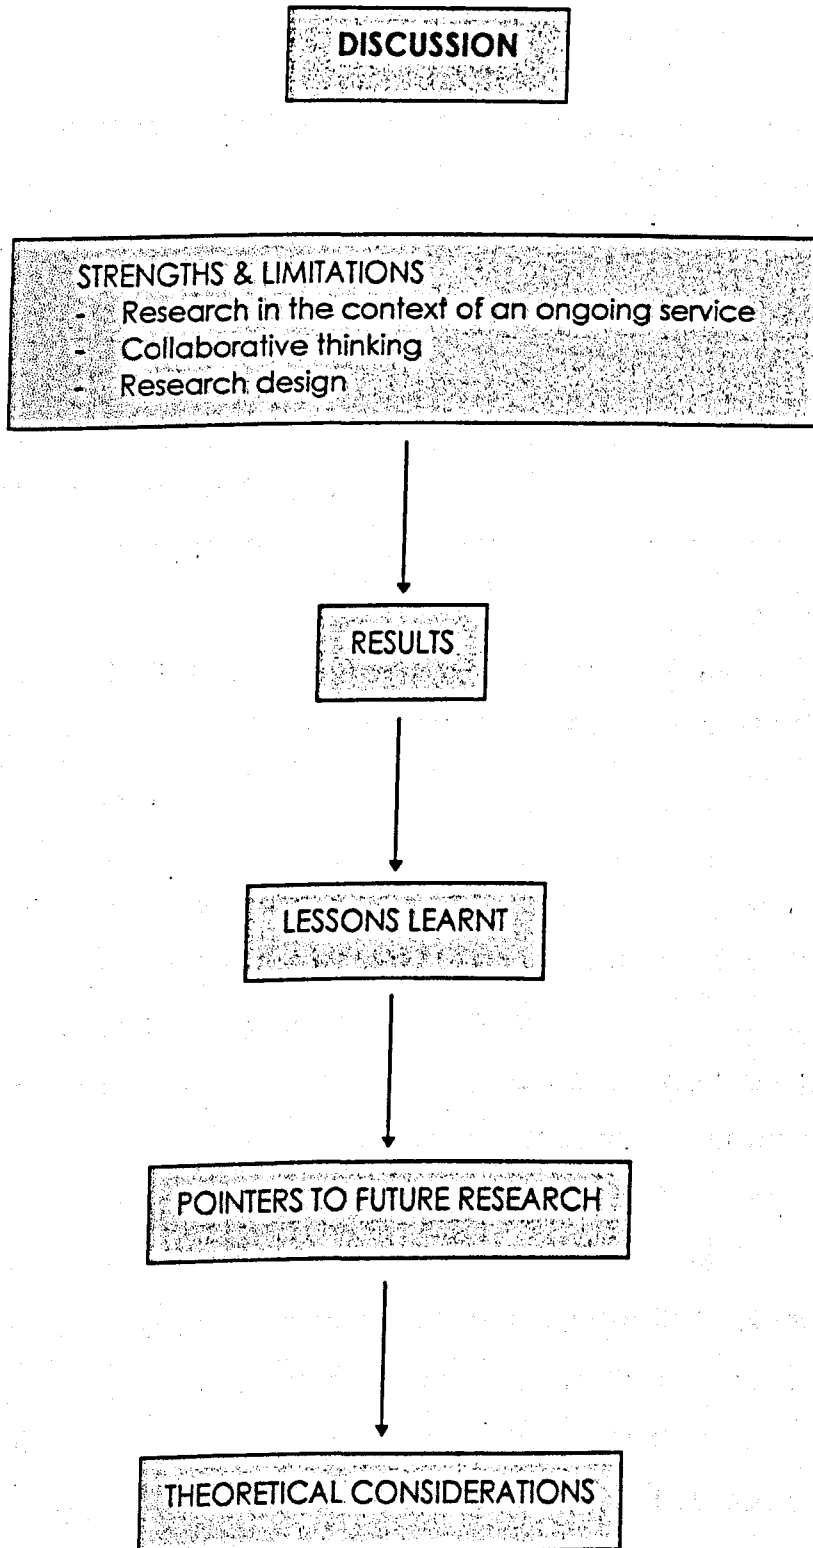 DISCUSSION
STRENGTHS & LIMITATIONS
- Research in the context of an ongoing service
- Collaborative thinking
- Research design
RESULTS
LESSONS LEARNT
POINTERS TO FUTURE RESEARCH
THEORETICAL CONSIDERATIONS